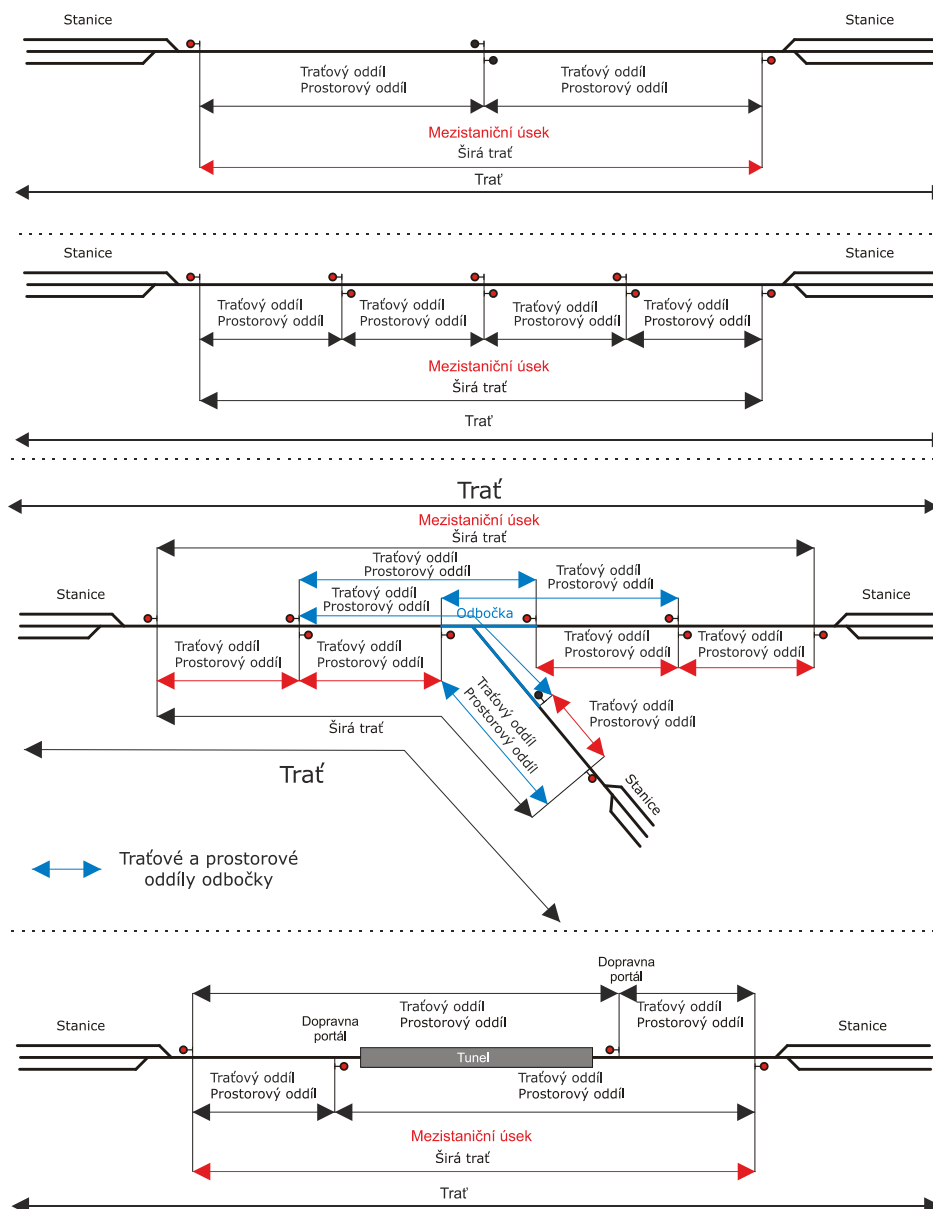 Stanice
Stanice
Traťový oddíl
Prostorový oddíl
Traťový oddíl
Prostorový oddíl
Mezistaniční úsek
Širá trať
Trať
Stanice
Stanice
Traťový oddíl
Prostorový oddíl
Traťový oddíl
Prostorový oddíl
Traťový oddíl
Prostorový oddíl
Traťový oddíl
Prostorový oddíl
Mezistaniční úsek
Širá trať
Trať
Trať
Mezistaniční úsek
Širá trať
Traťový oddíl
Prostorový oddíl
Traťový oddíl
Prostorový oddíl
Traťový oddíl
Prostorový oddíl
Stanice
Odbočka
Stanice
Traťový oddíl
Prostorový oddíl
Traťový oddíl
Prostorový oddíl
Traťový oddíl
Prostorový oddíl
Traťový oddíl
Prostorový oddíl
Traťový oddíl
Prostorový oddíl
Traťový oddíl
Prostorový oddíl
Širá trať
Trať
Stanice
Traťové a prostorové
oddíly odbočky
Dopravna
portál
Traťový oddíl
Prostorový oddíl
Traťový oddíl
Prostorový oddíl
Stanice
Dopravna
portál
Stanice
Tunel
Traťový oddíl
Prostorový oddíl
Traťový oddíl
Prostorový oddíl
Mezistaniční úsek
Širá trať
Trať